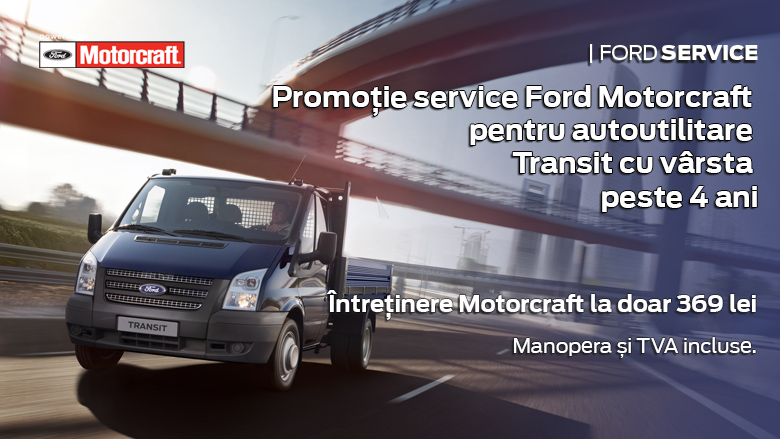 Ford Motorcraft
| FORD SERVICE
Promoție service Ford Motorcraft
pentru autoutilitare
Transit cu vârsta
peste 4 ani
Ford
TRANSIT
Întreținere Motorcraft la doar 369 lei
Manopera și TVA incluse.